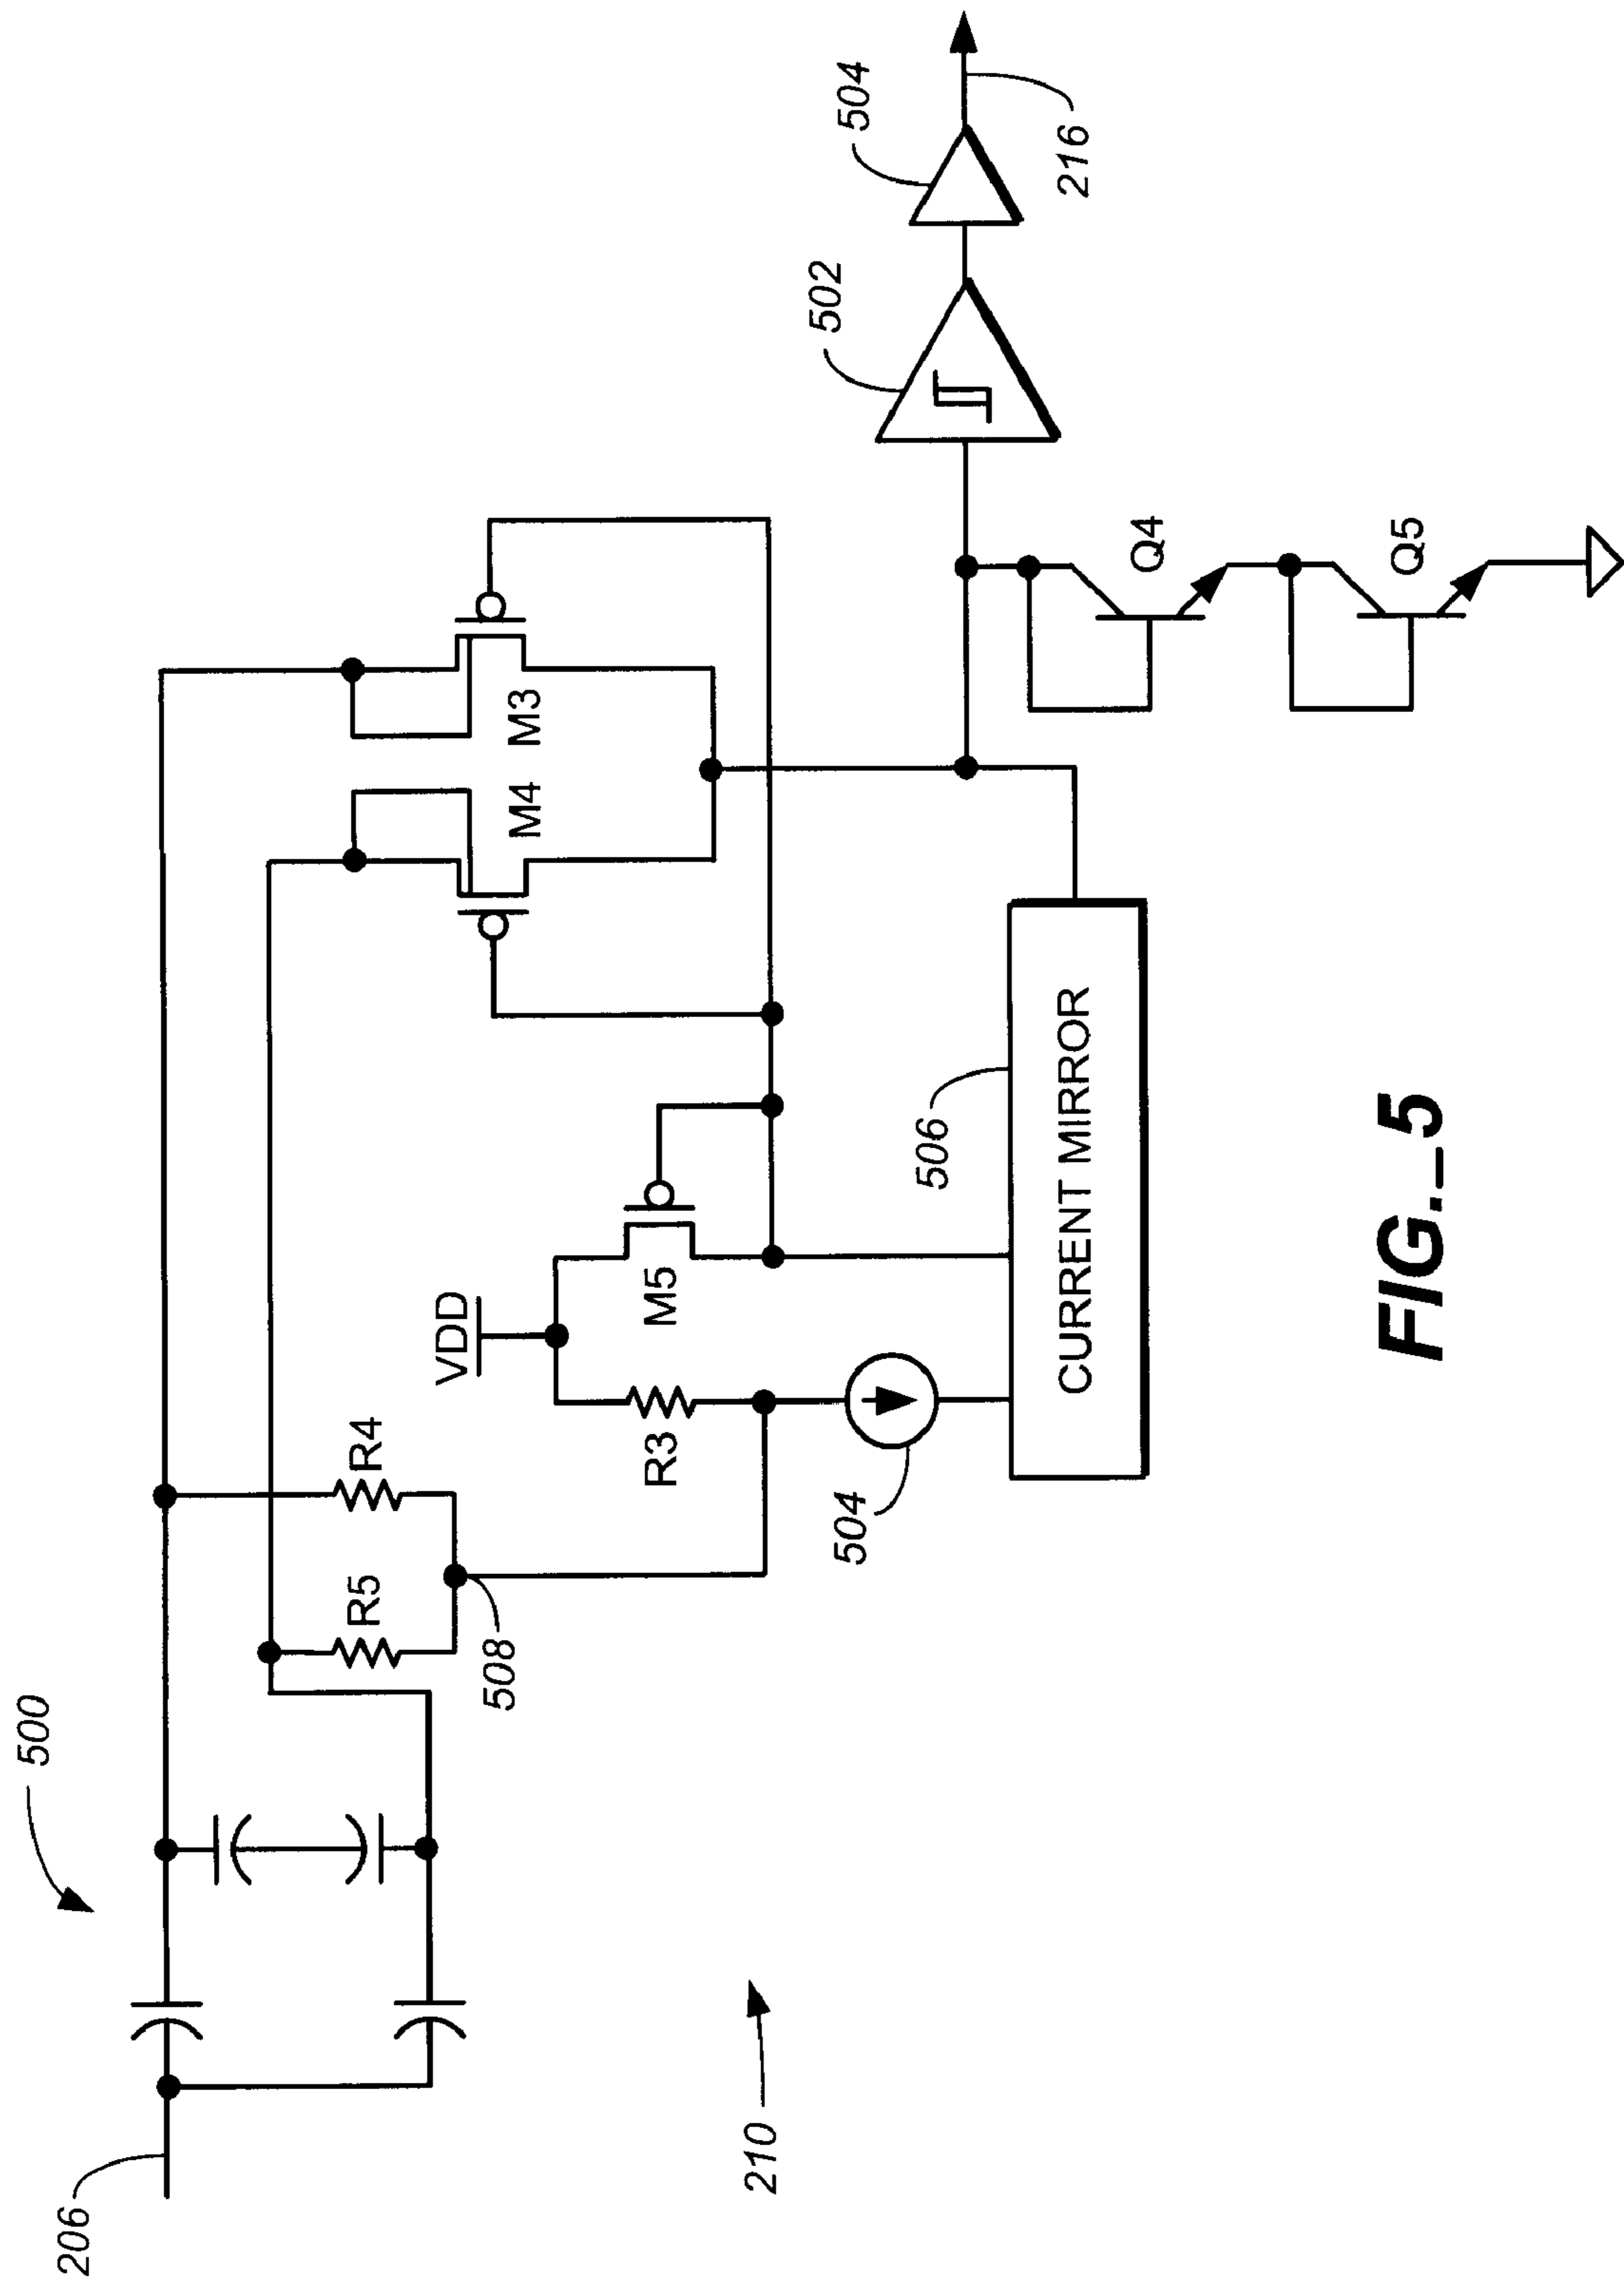 500
206
R5
R4
VDD
M4
M3
508
R3
M5
210
504
506
502
504
CURRENT MIRROR
216
Q4
Q5
FIG._5